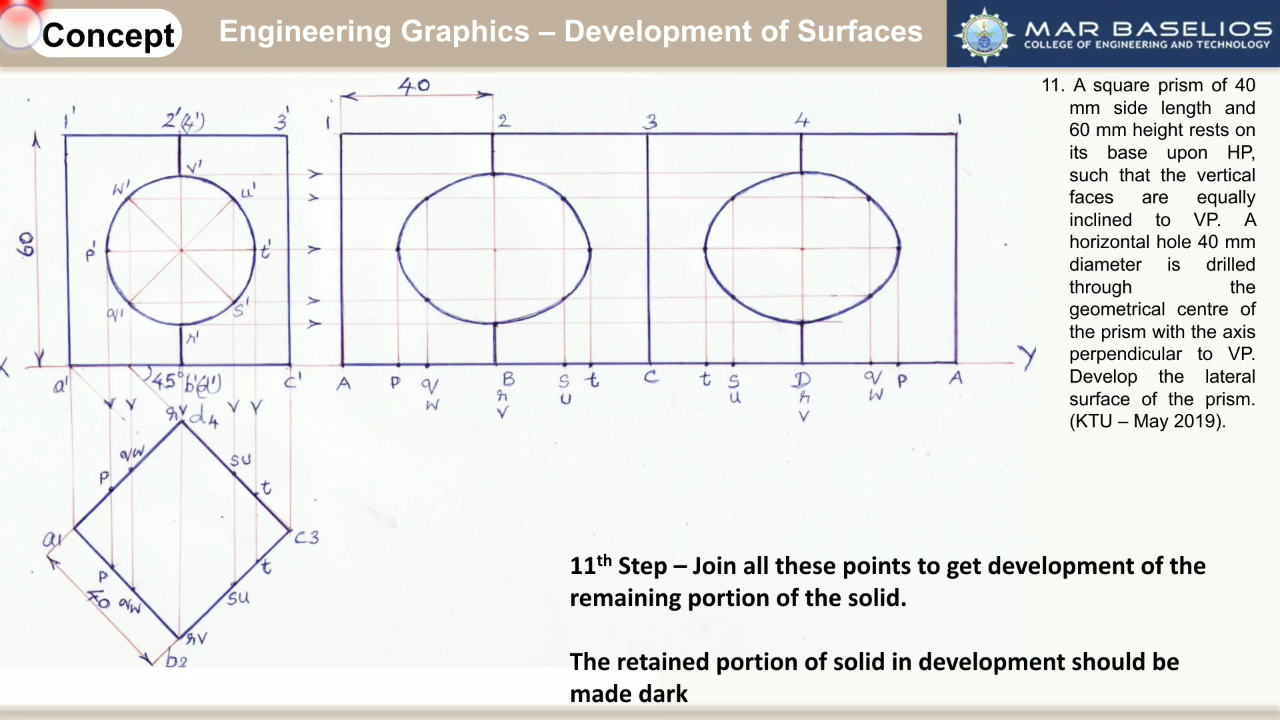 Concept
Engineering Graphics – Development of Surfaces
MAR BASELIOS
COLLEGE OF ENGINEERING AND TECHNOLOGY
11. A square prism of 40
mm side length and
60 mm height rests on
its base upon HP,
such that the vertical
faces are equally
inclined to VP. A
horizontal hole 40 mm
diameter is drilled
through the
geometrical centre of
the prism with the axis
perpendicular to VP.
Develop the lateral
surface of the prism.
(KTU – May 2019).
40
1' 2'(4') 3' 1 2 3 4 1
v'
w' u'
60
p' t'
q' s'
r'
X Y
a' 45° b'(d') c' A P q B S t C t S D q P A
w r u u r w
v v
rv d4
qw su
P t
a1 c3
P t
40 qw su
rv
b2
11th Step – Join all these points to get development of the
remaining portion of the solid.
The retained portion of solid in development should be
made dark